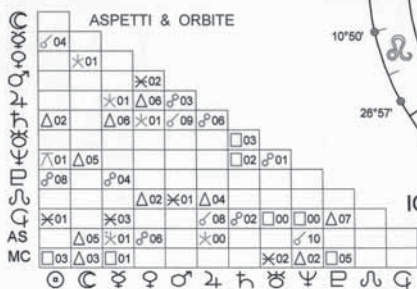 ASPETTI & ORBITE
10°50' ♌
☾
☿ ☌04
♀ ⚹01
♂ ⚺02
♃ ⚹01 △06 ☍03
♄ △02 △06 ⚹01 ☌09 ☍06
♅ □03
♆ ⚻01 △05 □02 ☍01
26°57'
♇ ☍08 ☍04
☊ △02 ⚺01 △04
IC
⚸ ⚺01 ⚺03 ☌08 ☍02 □00 □00 △07
AS △05 ⚹01 ☍06 ⚹00 ☌10
MC □03 △03 □01 ⚺02 △02 □05
☉ ☾ ☿ ♀ ♂ ♃ ♄ ♅ ♆ ♇ ☊ ⚸